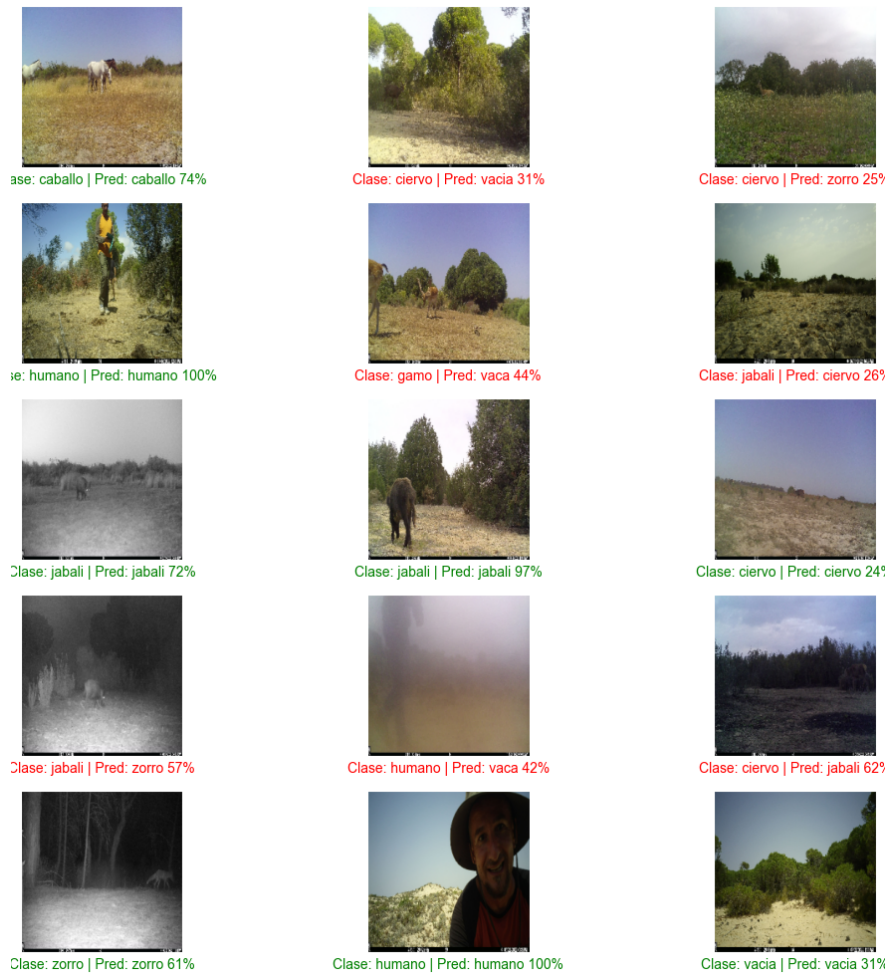 ase: caballo | Pred: caballo 74%
Clase: ciervo | Pred: vacia 31%
Clase: ciervo | Pred: zorro 25%
se: humano | Pred: humano 100%
Clase: gamo | Pred: vaca 44%
Clase: jabali | Pred: ciervo 26%
Clase: jabali | Pred: jabali 72%
Clase: jabali | Pred: jabali 97%
Clase: ciervo | Pred: ciervo 24%
Clase: jabali | Pred: zorro 57%
Clase: humano | Pred: vaca 42%
Clase: ciervo | Pred: jabali 62%
Clase: zorro | Pred: zorro 61%
Clase: humano | Pred: humano 100%
Clase: vacia | Pred: vacia 31%